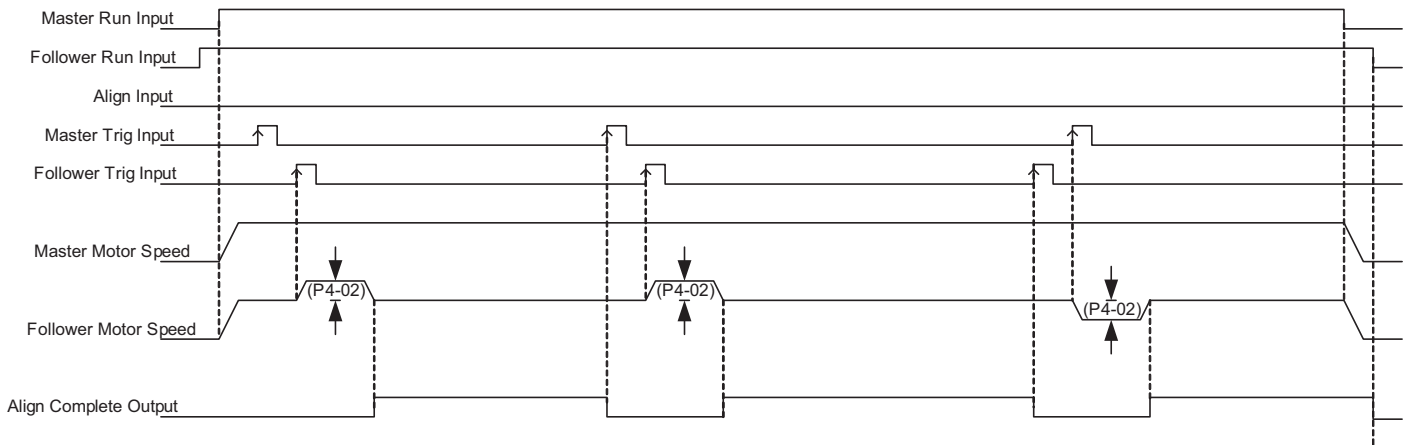 Master Run Input
Follower Run Input
Align Input
Master Trig Input
Follower Trig Input
Master Motor Speed
(P4-02)
(P4-02)
(P4-02)
Follower Motor Speed
Align Complete Output